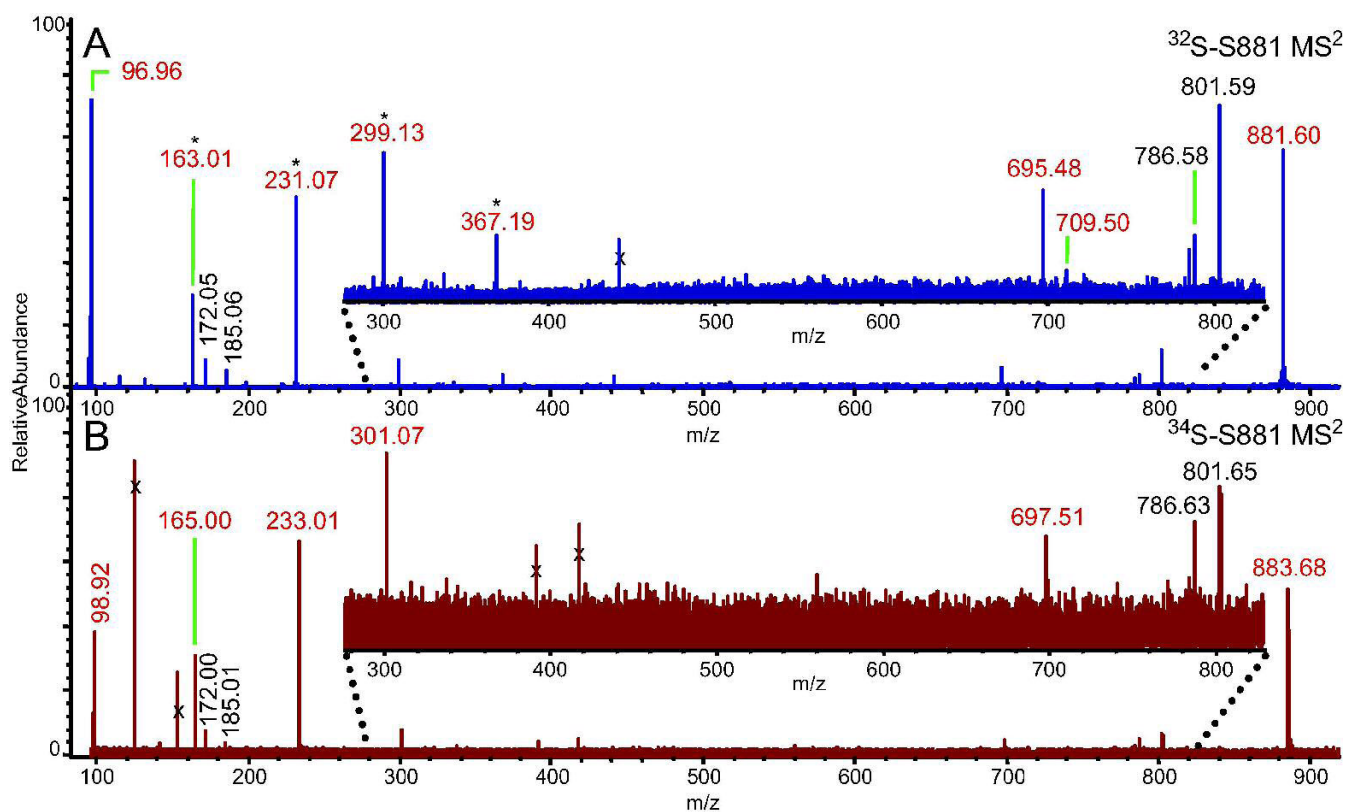 100
A
³²S-S881 MS²
96.96
801.59
*
163.01
*
231.07
*
299.13
*
367.19
x
695.48
709.50
786.58
881.60
172.05
185.06
300 400 500 600 700 800
m/z
0
100 200 300 400 500 600 700 800 900
m/z
RelativeAbundance
100
B
³⁴S-S881 MS²
301.07
801.65
x
165.00
233.01
x
x
697.51
786.63
883.68
98.92
x
172.00
185.01
300 400 500 600 700 800
m/z
0
100 200 300 400 500 600 700 800 900
m/z